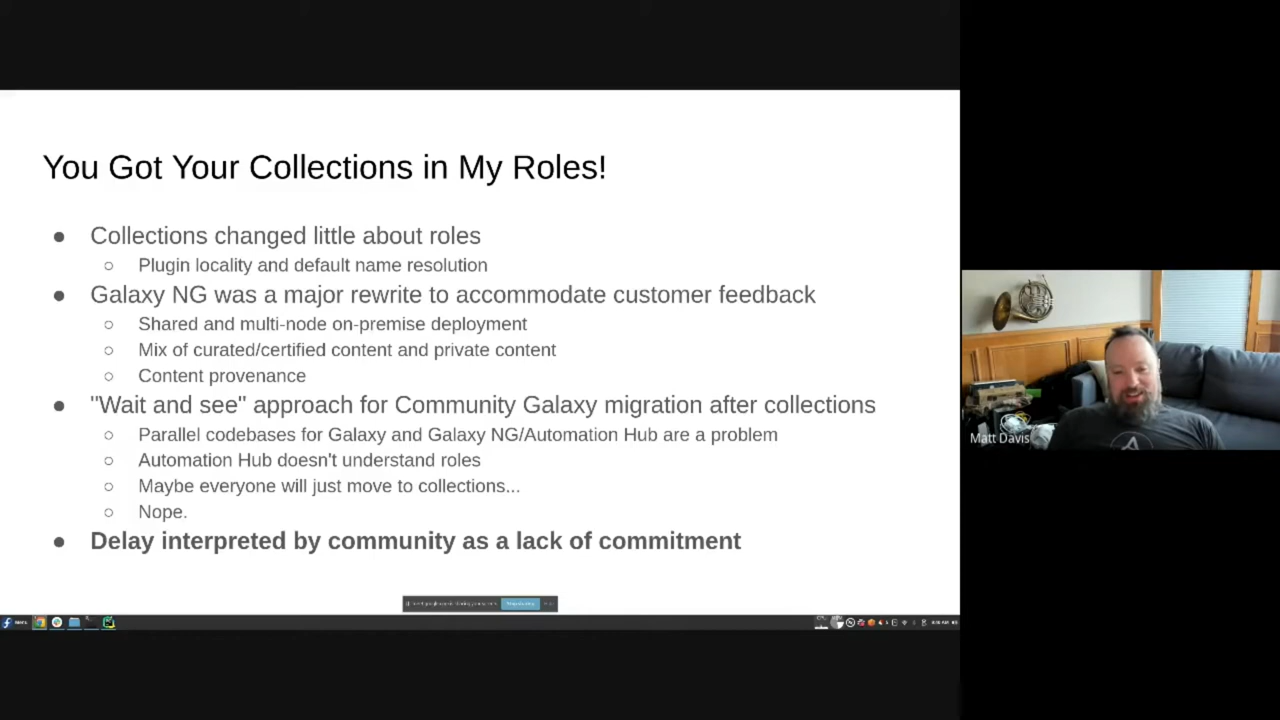 You Got Your Collections in My Roles!
● Collections changed little about roles
○ Plugin locality and default name resolution
● Galaxy NG was a major rewrite to accommodate customer feedback
○ Shared and multi-node on-premise deployment
○ Mix of curated/certified content and private content
○ Content provenance
● "Wait and see" approach for Community Galaxy migration after collections
○ Parallel codebases for Galaxy and Galaxy NG/Automation Hub are a problem
○ Automation Hub doesn't understand roles
○ Maybe everyone will just move to collections...
○ Nope.
● Delay interpreted by community as a lack of commitment
Matt Davis